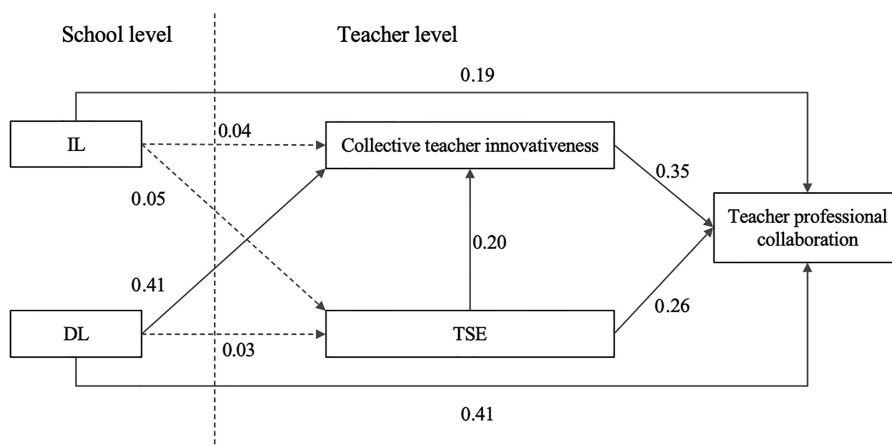 School level
Teacher level
0.19
IL
0.04
Collective teacher innovativeness
0.35
0.05
Teacher professional
collaboration
0.20
0.41
0.26
DL
0.03
TSE
0.41